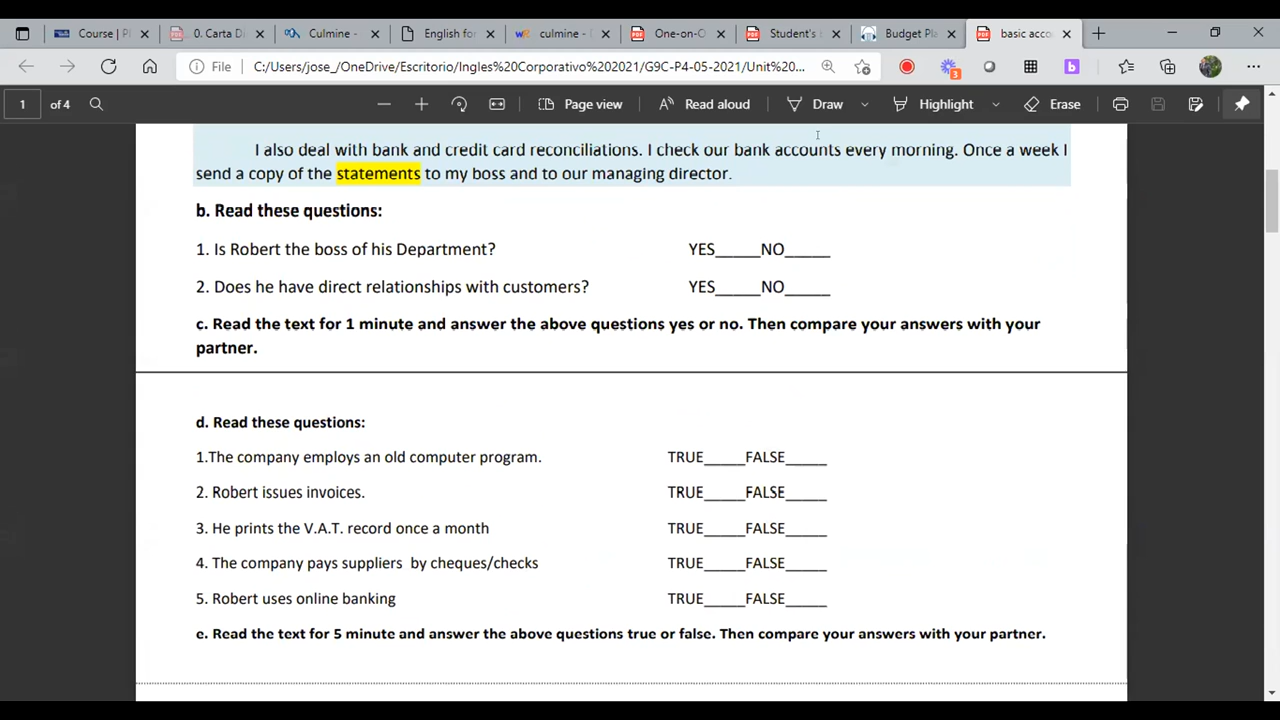 Course | Pl
0. Carta Di
Culmine -
English for
culmine -
One-on-O
Student's
Budget Pla
basic acco
File
C:/Users/jose_/OneDrive/Escritorio/Ingles%20Corporativo%202021/G9C-P4-05-2021/Unit%20...
3
b
1 of 4
Page view
Read aloud
Draw
Highlight
Erase
I also deal with bank and credit card reconciliations. I check our bank accounts every morning. Once a week I
send a copy of the statements to my boss and to our managing director.
b. Read these questions:
1. Is Robert the boss of his Department? YES_____NO_____
2. Does he have direct relationships with customers? YES_____NO_____
c. Read the text for 1 minute and answer the above questions yes or no. Then compare your answers with your
partner.
d. Read these questions:
1.The company employs an old computer program. TRUE_____FALSE_____
2. Robert issues invoices. TRUE_____FALSE_____
3. He prints the V.A.T. record once a month TRUE_____FALSE_____
4. The company pays suppliers by cheques/checks TRUE_____FALSE_____
5. Robert uses online banking TRUE_____FALSE_____
e. Read the text for 5 minute and answer the above questions true or false. Then compare your answers with your partner.